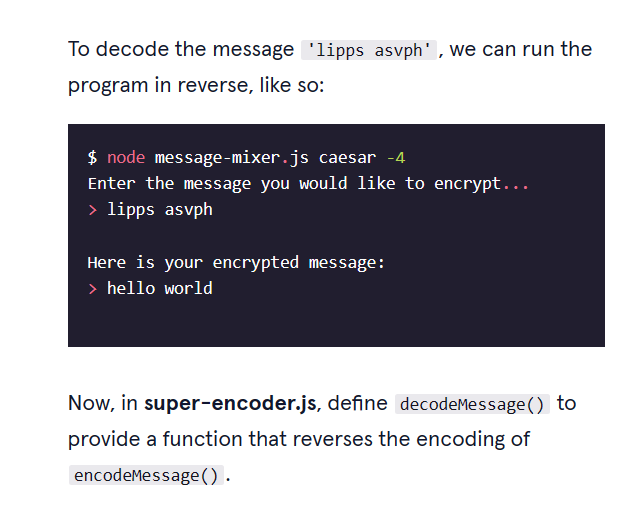 To decode the message 'lipps asvph', we can run the
program in reverse, like so:
$ node message-mixer.js caesar -4
Enter the message you would like to encrypt...
> lipps asvph
Here is your encrypted message:
> hello world
Now, in super-encoder.js, define decodeMessage() to
provide a function that reverses the encoding of
encodeMessage().